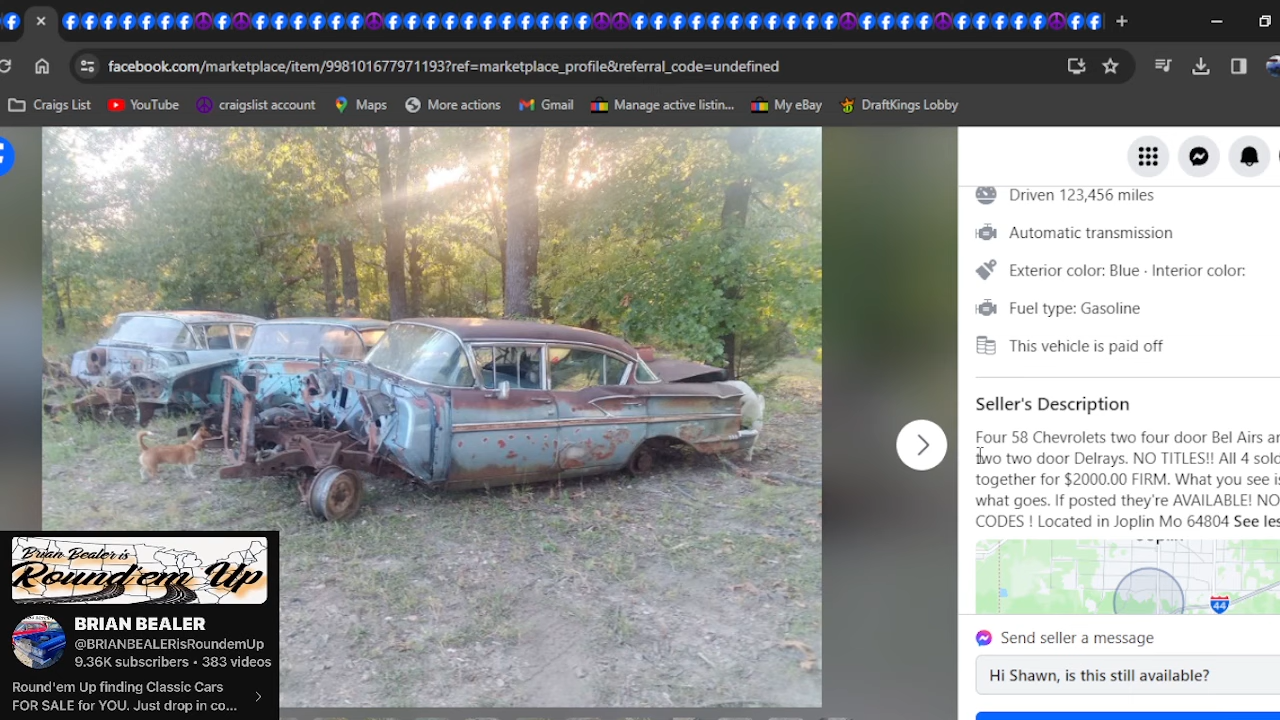 facebook.com/marketplace/item/998101677971193?ref=marketplace_profile&referral_code=undefined
Craigs List
YouTube
craigslist account
Maps
More actions
Gmail
Manage active listin...
My eBay
DraftKings Lobby
Driven 123,456 miles
Automatic transmission
Exterior color: Blue · Interior color:
Fuel type: Gasoline
This vehicle is paid off
Seller's Description
Four 58 Chevrolets two four door Bel Airs
two two door Delrays. NO TITLES!! All 4
together for $2000.00 FIRM. What you see
what goes. If posted they're AVAILABLE! NO
CODES ! Located in Joplin Mo 64804 See
44
Send seller a message
Hi Shawn, is this still available?
Brian Bealer is
Round'em Up
BRIAN BEALER
@BRIANBEALERisRoundemUp
9.36K subscribers • 383 videos
Round'em Up finding Classic Cars
FOR SALE for YOU. Just drop in co...